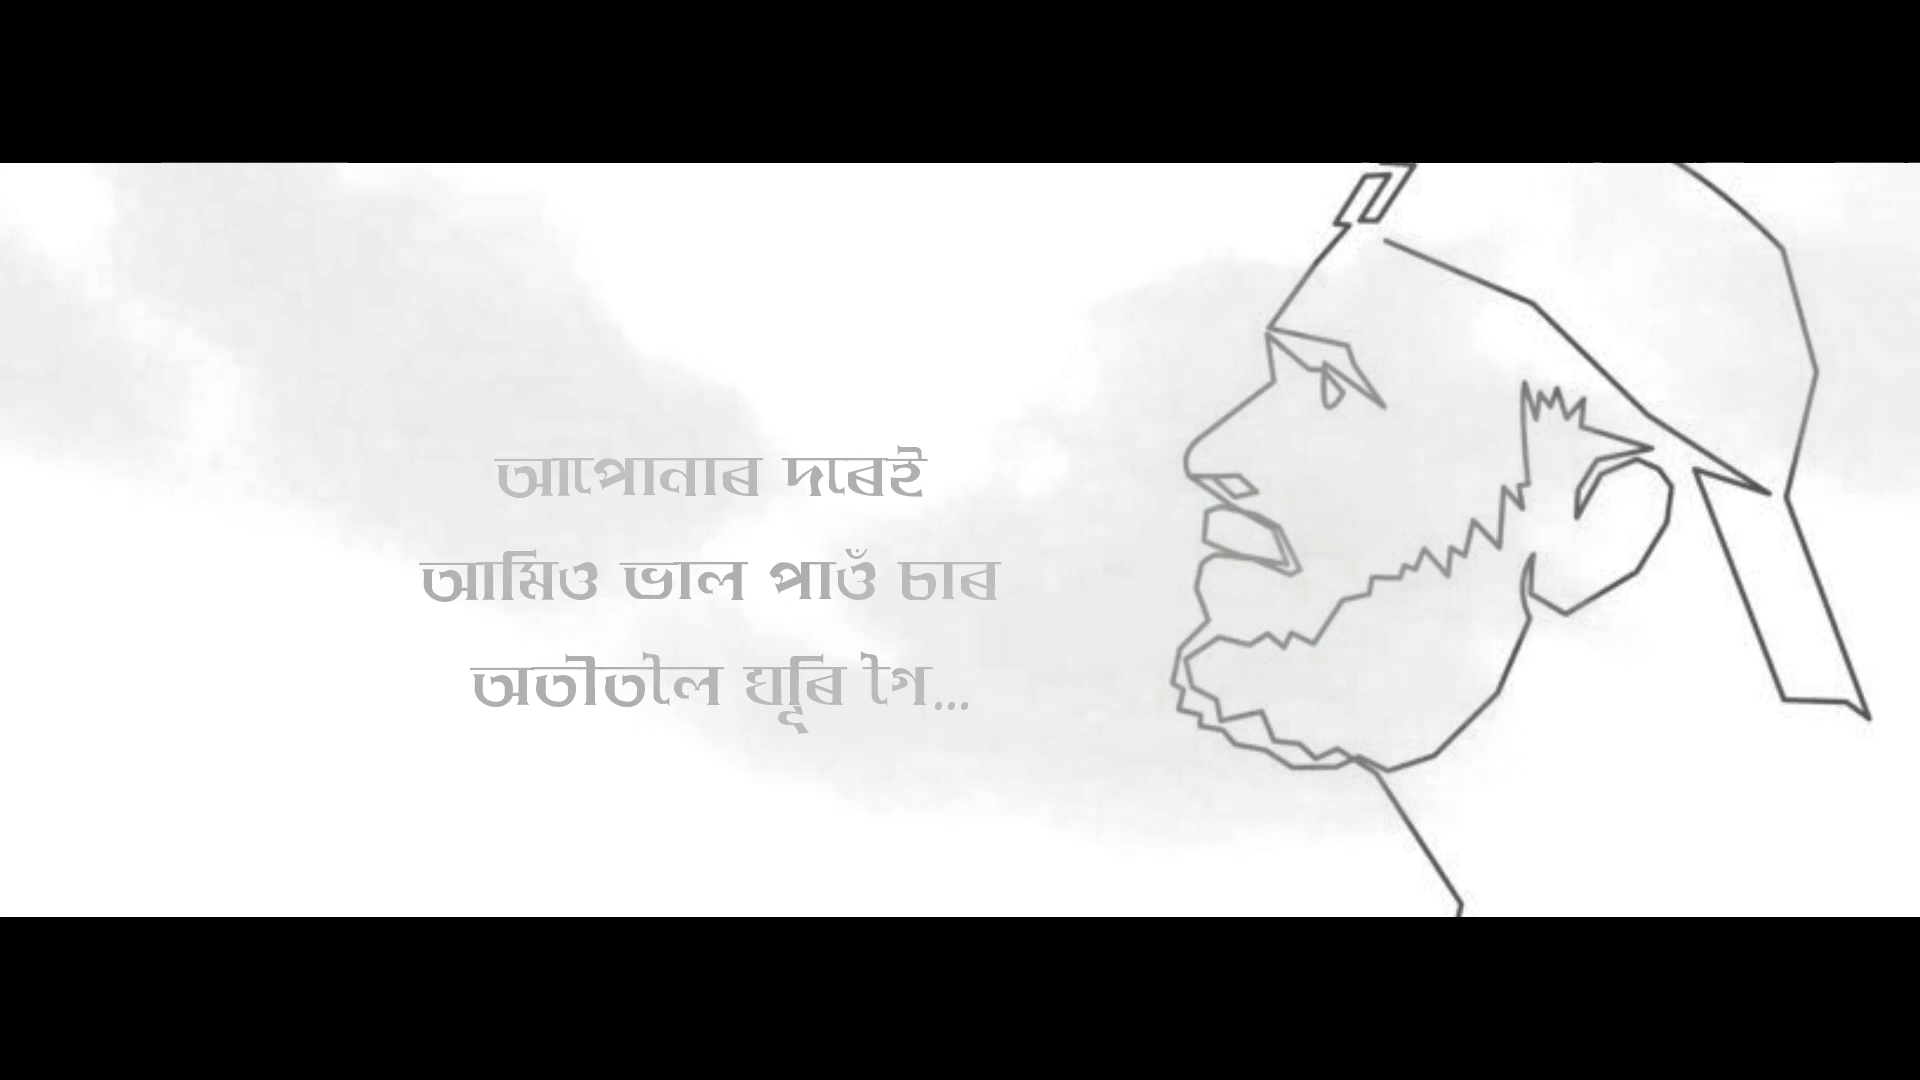 আপোনাৰ দৰেই
আমিও ভাল পাওঁ চাৰ
অতীতলৈ ঘূৰি গৈ...